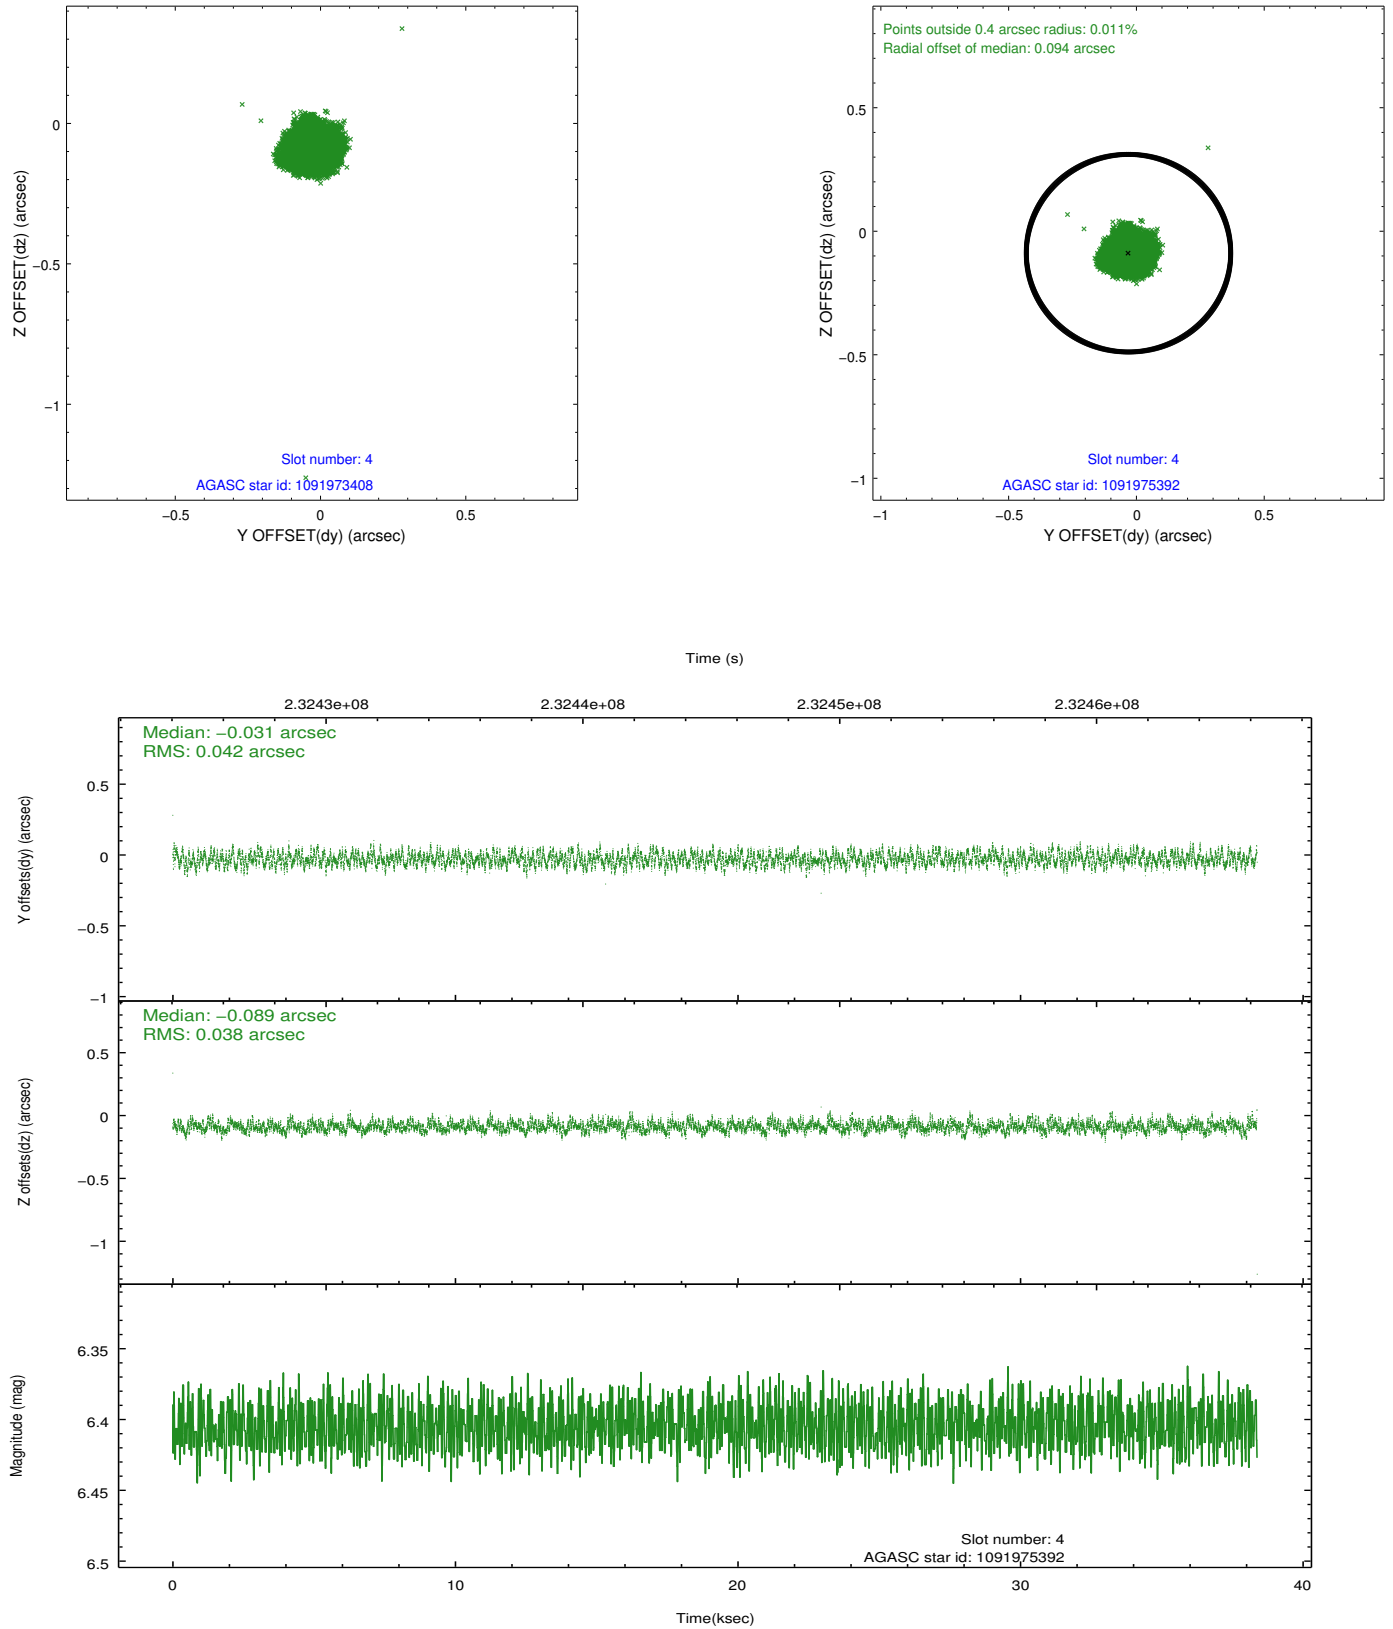 0
−0.5
−1
Z OFFSET(dz) (arcsec)
Slot number: 4
AGASC star id: 1091973408
−0.5
0
0.5
Y OFFSET(dy) (arcsec)
Points outside 0.4 arcsec radius: 0.011%
Radial offset of median: 0.094 arcsec
0.5
0
−0.5
−1
Z OFFSET(dz) (arcsec)
Slot number: 4
AGASC star id: 1091975392
−1
−0.5
0
0.5
Y OFFSET(dy) (arcsec)
Time (s)
2.3243e+08
2.3244e+08
2.3245e+08
2.3246e+08
Median: −0.031 arcsec
RMS: 0.042 arcsec
0.5
0
−0.5
−1
Y offsets(dy) (arcsec)
Median: −0.089 arcsec
RMS: 0.038 arcsec
0.5
0
−0.5
−1
Z offsets(dz) (arcsec)
6.35
6.4
6.45
6.5
Magnitude (mag)
Slot number: 4
AGASC star id: 1091975392
0
10
20
30
40
Time(ksec)